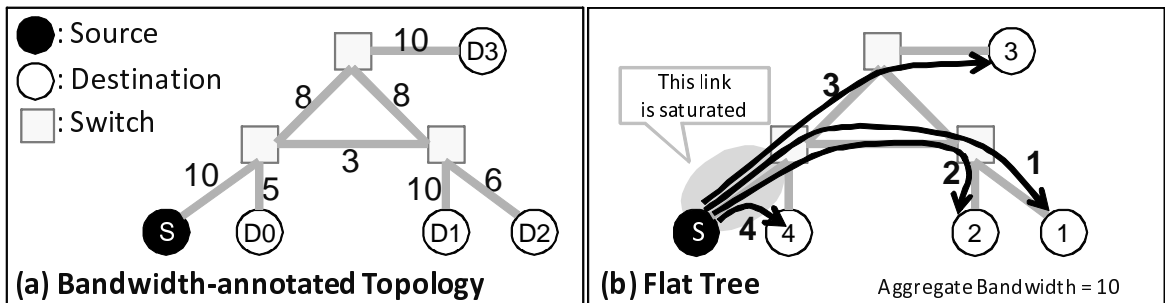 : Source
: Destination
: Switch
10
D3
8
8
3
10
5
10
6
S
D0
D1
D2
(a) Bandwidth-annotated Topology
3
This link
is saturated
3
1
2
S
4
4
2
1
(b) Flat Tree
Aggregate Bandwidth = 10